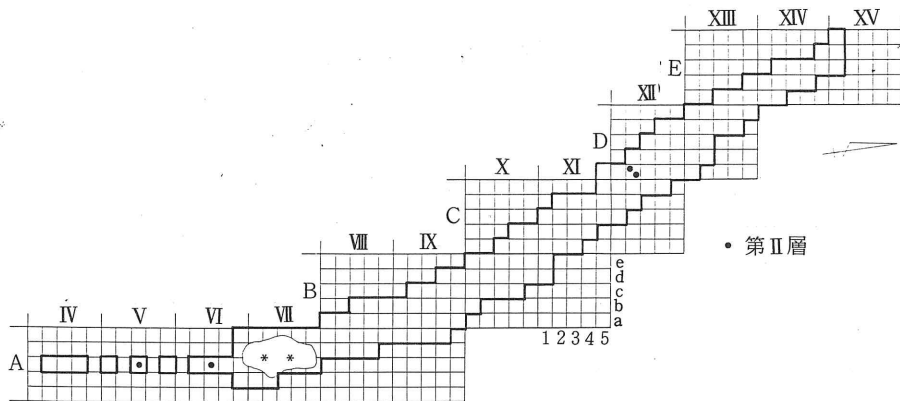 XIII XIV XV
E
XII
D
X XI
C
• 第Ⅱ層
VIII IX
B
e
d
c
b
a
1 2 3 4 5
IV V VI VII
A
* *